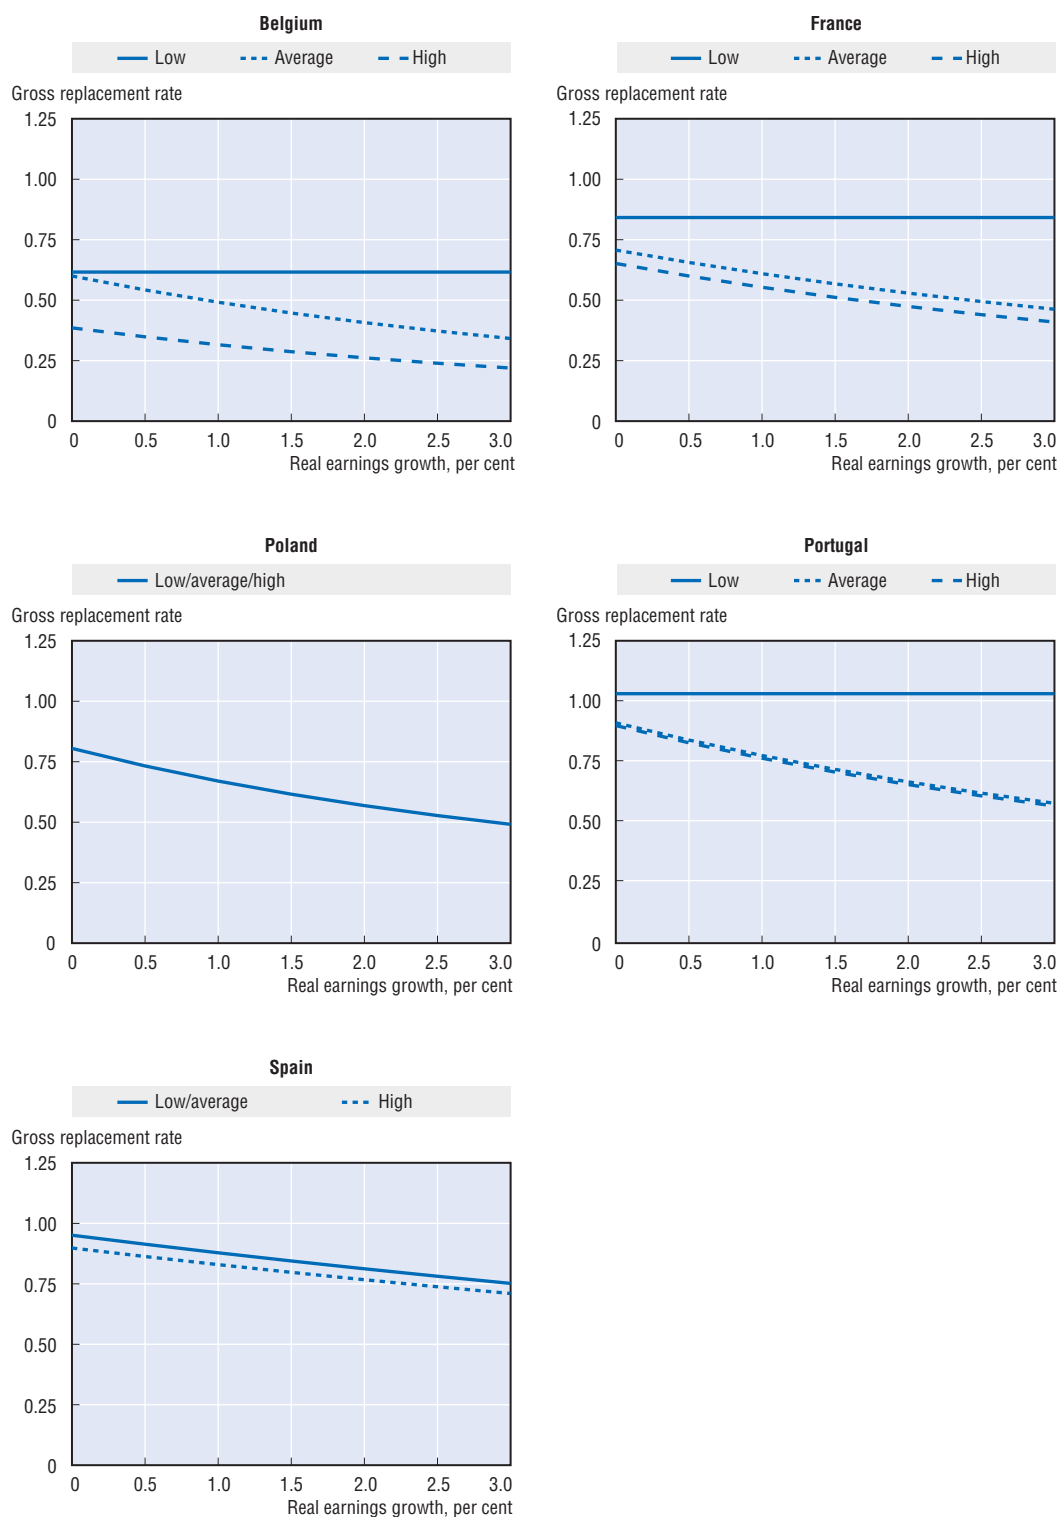 Belgium
Low Average High
Gross replacement rate
1.25
1.00
0.75
0.50
0.25
0
0 0.5 1.0 1.5 2.0 2.5 3.0
Real earnings growth, per cent
France
Low Average High
Gross replacement rate
1.25
1.00
0.75
0.50
0.25
0
0 0.5 1.0 1.5 2.0 2.5 3.0
Real earnings growth, per cent
Poland
Low/average/high
Gross replacement rate
1.25
1.00
0.75
0.50
0.25
0
0 0.5 1.0 1.5 2.0 2.5 3.0
Real earnings growth, per cent
Portugal
Low Average High
Gross replacement rate
1.25
1.00
0.75
0.50
0.25
0
0 0.5 1.0 1.5 2.0 2.5 3.0
Real earnings growth, per cent
Spain
Low/average High
Gross replacement rate
1.25
1.00
0.75
0.50
0.25
0
0 0.5 1.0 1.5 2.0 2.5 3.0
Real earnings growth, per cent